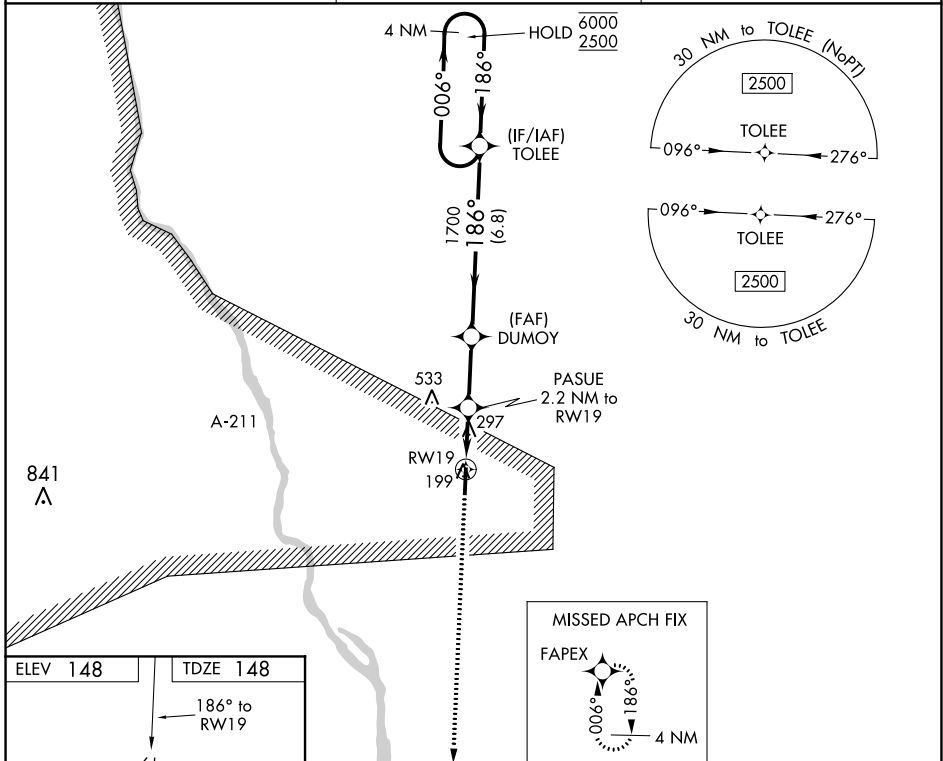 4 NM
HOLD
6000
2500
006°
186°
(IF/IAF)
TOLEE
1700
186°
(6.8)
(FAF)
DUMOY
533
PASUE
2.2 NM to
RW19
297
A-211
RW19
199
841
30 NM to TOLEE (NoPT)
2500
TOLEE
096°
276°
096°
276°
TOLEE
2500
30 NM to TOLEE
MISSED APCH FIX
FAPEX
006°
186°
4 NM
ELEV 148
TDZE 148
186° to
RW19